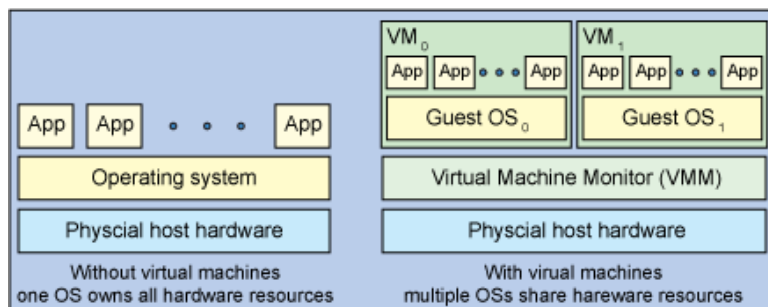 VM0
VM1
App App App
App App App
App App App
Guest OS0
Guest OS1
Operating system
Virtual Machine Monitor (VMM)
Physcial host hardware
Physcial host hardware
Without virtual machines
one OS owns all hardware resources
With virual machines
multiple OSs share hareware resources